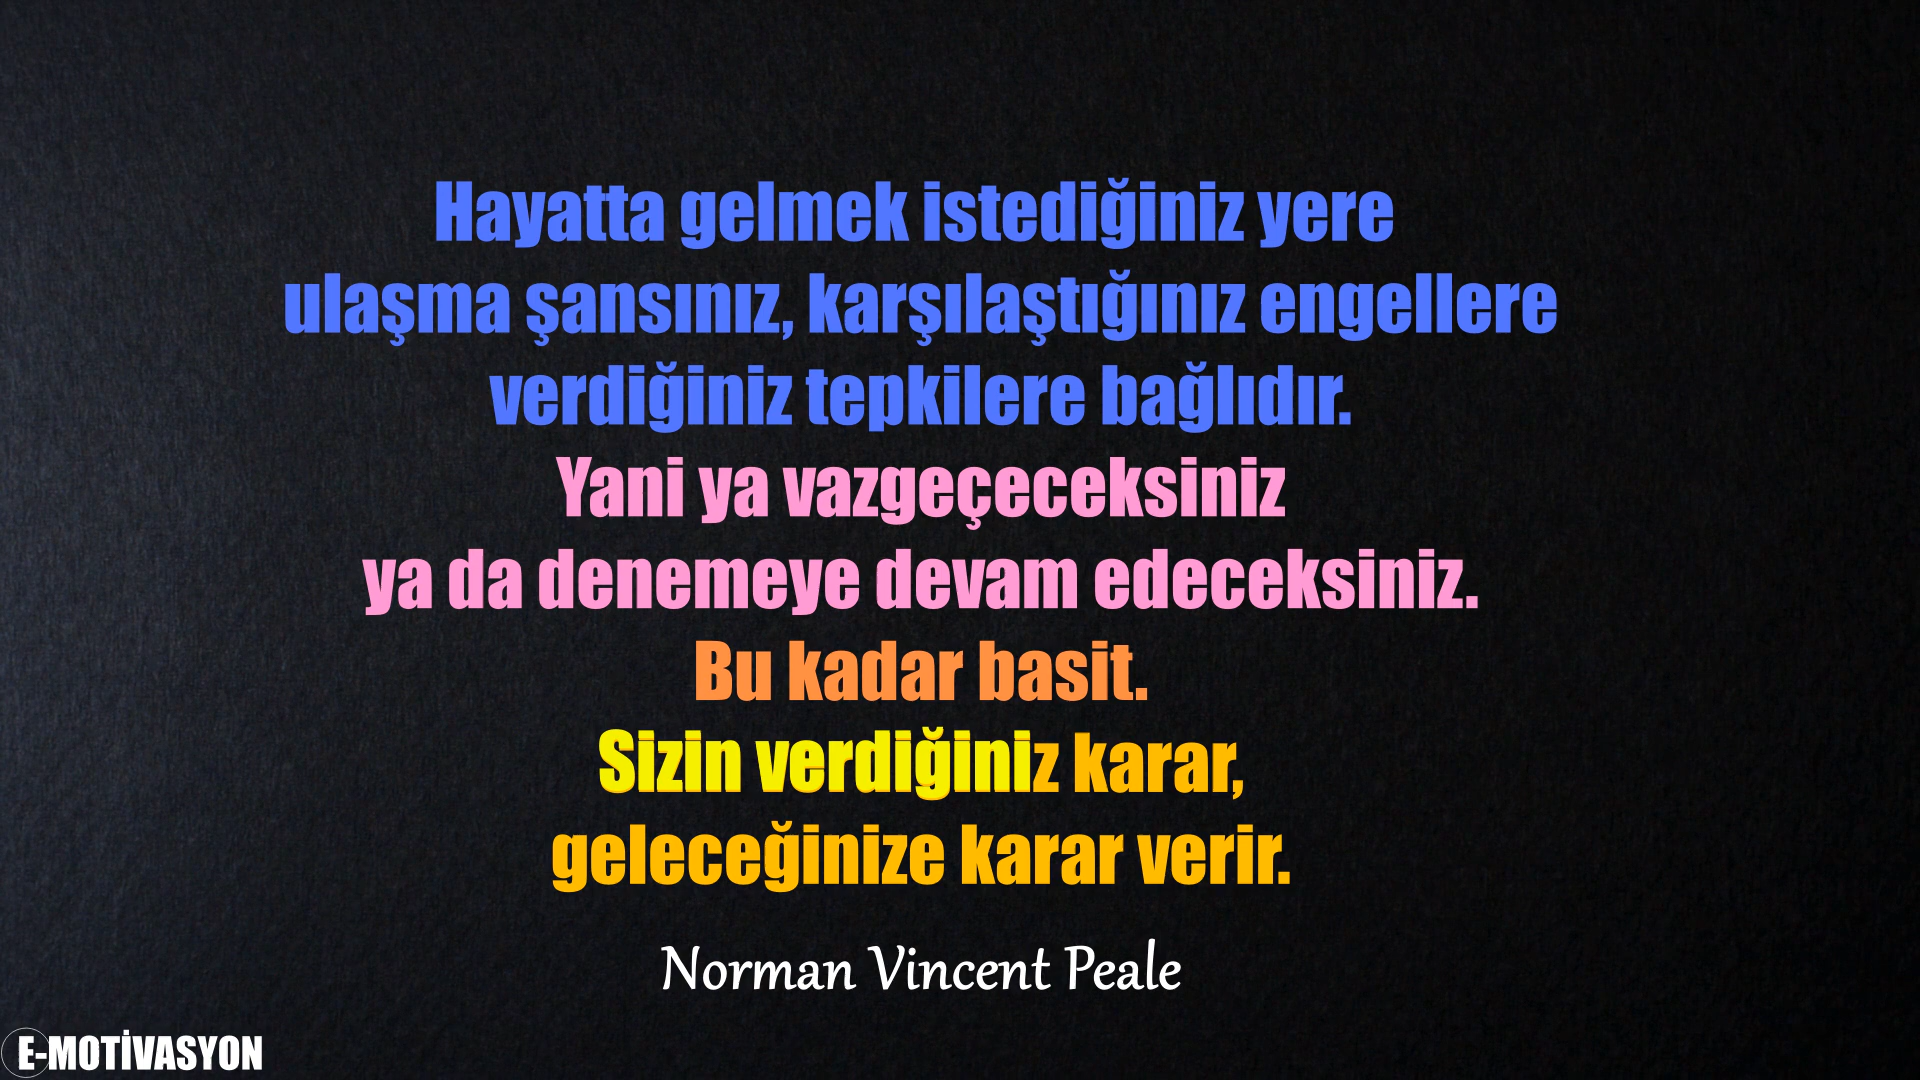 Hayatta gelmek istediğiniz yere
ulaşma şansınız, karşılaştığınız engellere
verdiğiniz tepkilere bağlıdır.
Yani ya vazgeçeceksiniz
ya da denemeye devam edeceksiniz.
Bu kadar basit.
Sizin verdiğiniz karar,
geleceğinize karar verir.
Norman Vincent Peale
E-MOTİVASYON